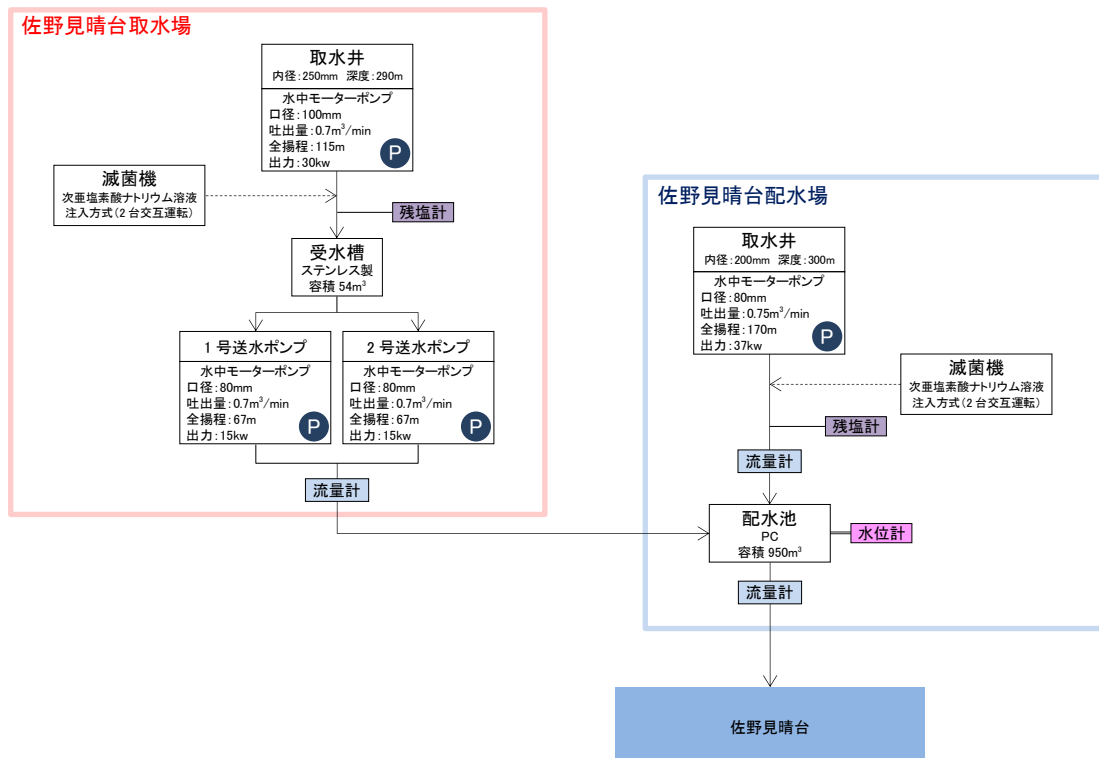 佐野見晴台取水場
取水井
内径：250mm 深度：290m
水中モーターポンプ
口径：100mm
吐出量：0.7m³/min
全揚程：115m
出力：30kw
P
滅菌機
次亜塩素酸ナトリウム溶液
注入方式（2台交互運転）
残塩計
受水槽
ステンレス製
容積 54m³
1号送水ポンプ
水中モーターポンプ
口径：80mm
吐出量：0.7m³/min
全揚程：67m
出力：15kw
P
2号送水ポンプ
水中モーターポンプ
口径：80mm
吐出量：0.7m³/min
全揚程：67m
出力：15kw
P
流量計
佐野見晴台配水場
取水井
内径：200mm 深度：300m
水中モーターポンプ
口径：80mm
吐出量：0.75m³/min
全揚程：170m
出力：37kw
P
滅菌機
次亜塩素酸ナトリウム溶液
注入方式（2台交互運転）
残塩計
流量計
配水池
PC
容積 950m³
水位計
流量計
佐野見晴台